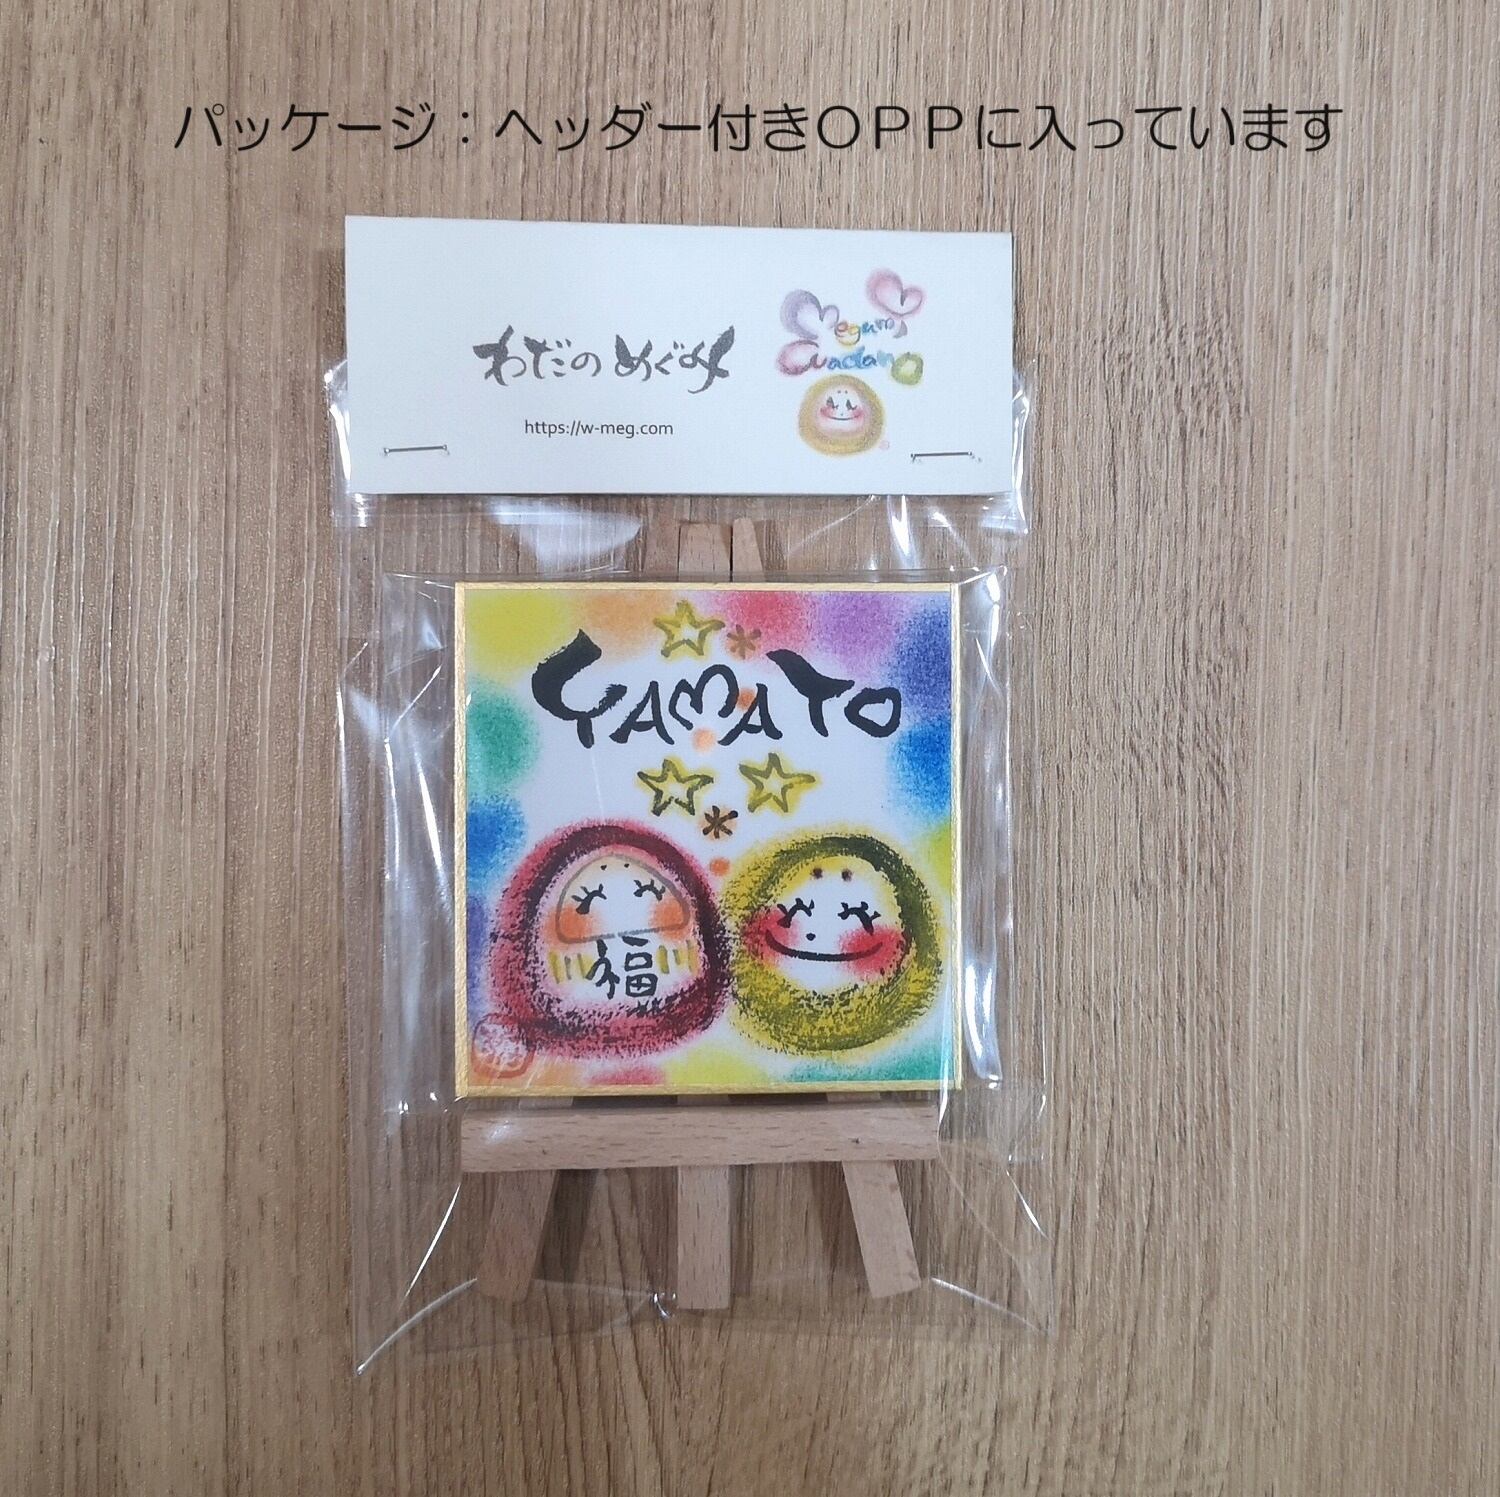 パッケージ：ヘッダー付きＯＰＰに入っています
わだの めぐみ
Megumi
Wadano
https://w-meg.com
YAMATO
福